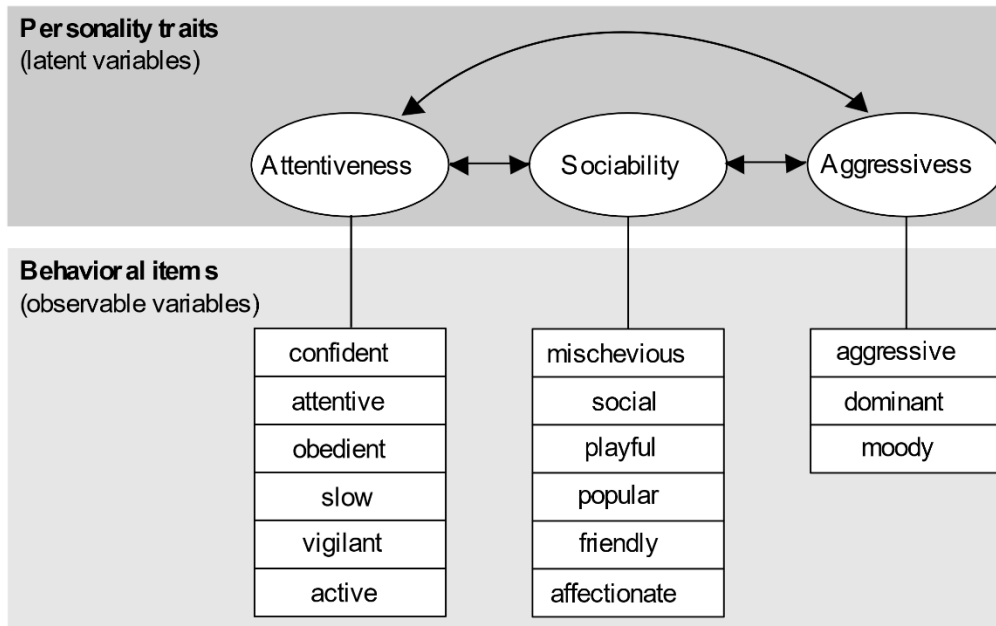 Personality traits
(latent variables)
Attentiveness
Sociability
Aggressivess
Behavioral items
(observable variables)
confident
attentive
obedient
slow
vigilant
active
mischevious
social
playful
popular
friendly
affectionate
aggressive
dominant
moody